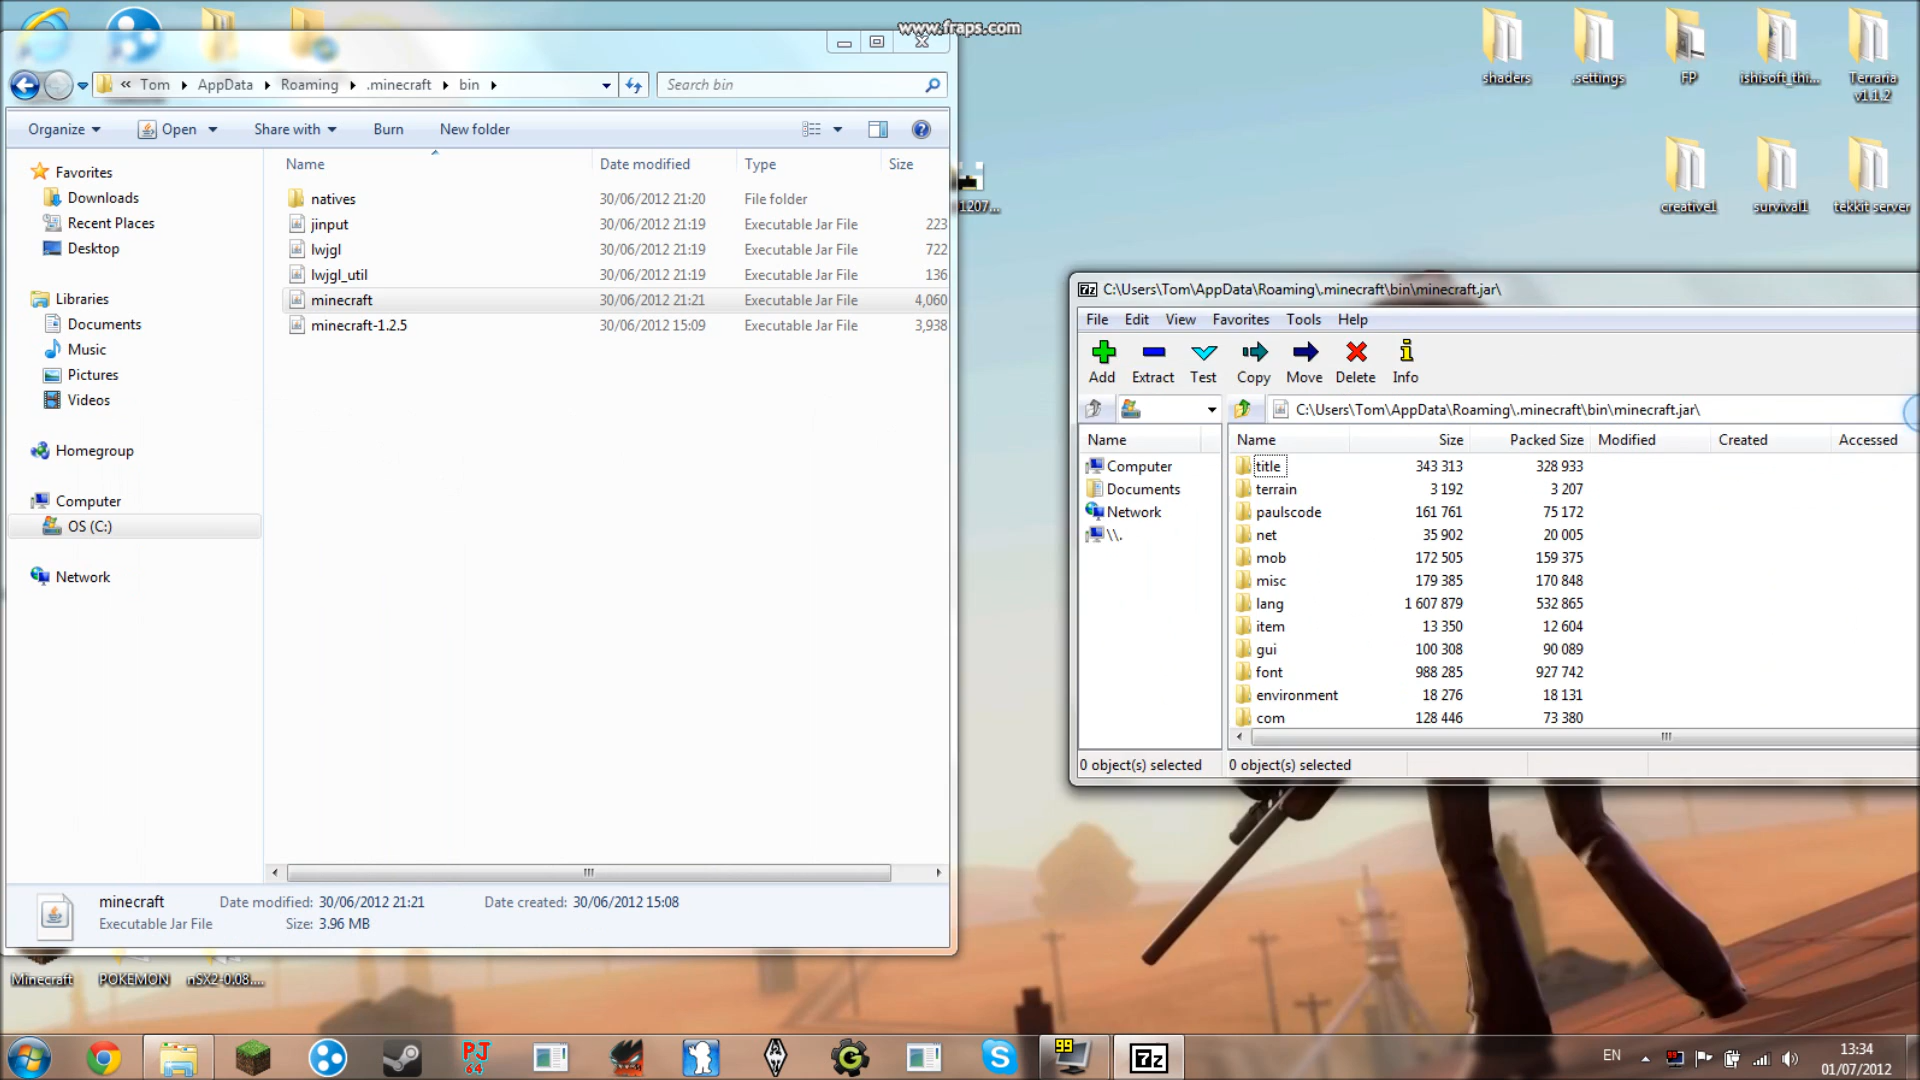 www.fraps.com
« Tom ▸ AppData ▸ Roaming ▸ .minecraft ▸ bin ▸
Search bin
Organize Open Share with Burn New folder
Name Date modified Type Size
natives 30/06/2012 21:20 File folder
jinput 30/06/2012 21:19 Executable Jar File 223
lwjgl 30/06/2012 21:19 Executable Jar File 722
lwjgl_util 30/06/2012 21:19 Executable Jar File 136
minecraft 30/06/2012 21:21 Executable Jar File 4,060
minecraft-1.2.5 30/06/2012 15:09 Executable Jar File 3,938
Favorites
Downloads
Recent Places
Desktop
Libraries
Documents
Music
Pictures
Videos
Homegroup
Computer
OS (C:)
Network
minecraft Date modified: 30/06/2012 21:21 Date created: 30/06/2012 15:08
Executable Jar File Size: 3.96 MB
shaders .settings FP ishisoft_thi... Terraria
v1.1.2
creative1 survival1 tekkit server
1207...
7z C:\Users\Tom\AppData\Roaming\.minecraft\bin\minecraft.jar\
File Edit View Favorites Tools Help
Add Extract Test Copy Move Delete Info
C:\Users\Tom\AppData\Roaming\.minecraft\bin\minecraft.jar\
Name
Computer
Documents
Network
\\.
Name Size Packed Size Modified Created Accessed
title 343 313 328 933
terrain 3 192 3 207
paulscode 161 761 75 172
net 35 902 20 005
mob 172 505 159 375
misc 179 385 170 848
lang 1 607 879 532 865
item 13 350 12 604
gui 100 308 90 089
font 988 285 927 742
environment 18 276 18 131
com 128 446 73 380
0 object(s) selected 0 object(s) selected
Minecraft POKEMON nSX2-0.08....
PJ
64
99
7z
EN
13:34
01/07/2012